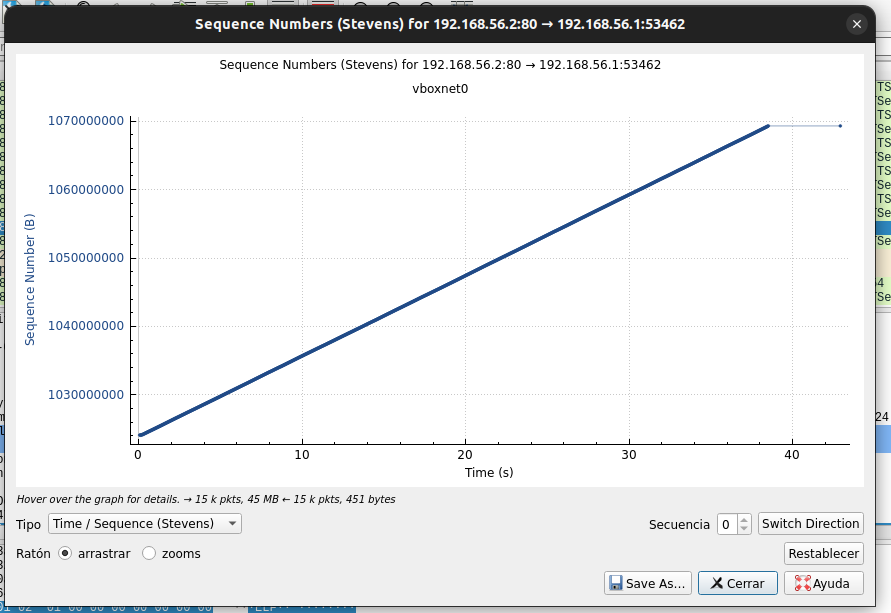 Sequence Numbers (Stevens) for 192.168.56.2:80 → 192.168.56.1:53462
Sequence Numbers (Stevens) for 192.168.56.2:80 → 192.168.56.1:53462
vboxnet0
1070000000
1060000000
1050000000
1040000000
1030000000
Sequence Number (B)
0 10 20 30 40
Time (s)
Hover over the graph for details. → 15 k pkts, 45 MB ← 15 k pkts, 451 bytes
Tipo Time / Sequence (Stevens) Secuencia 0 Switch Direction
Ratón arrastrar zooms Restablecer
Save As… Cerrar Ayuda